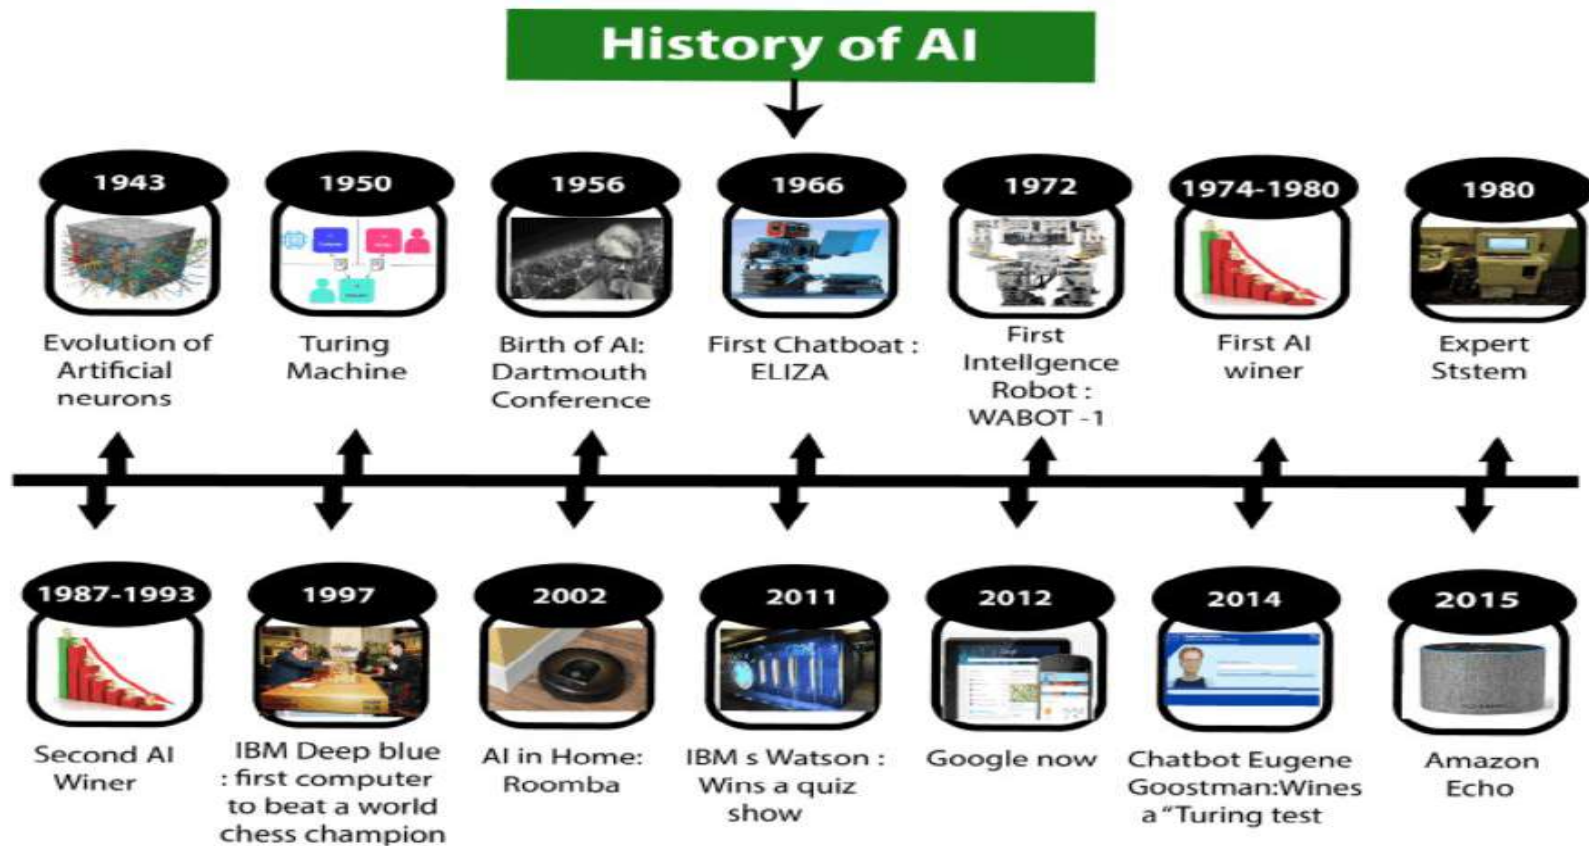 History of AI
1943
1950
1956
1966
1972
1974-1980
1980
Evolution of
Artificial
neurons
Turing
Machine
Birth of AI:
Dartmouth
Conference
First Chatboat :
ELIZA
First
Intellgence
Robot :
WABOT -1
First AI
winer
Expert
Ststem
1987-1993
1997
2002
2011
2012
2014
2015
Second AI
Winer
IBM Deep blue
: first computer
to beat a world
chess champion
AI in Home:
Roomba
IBM s Watson :
Wins a quiz
show
Google now
Chatbot Eugene
Goostman:Wines
a "Turing test
Amazon
Echo